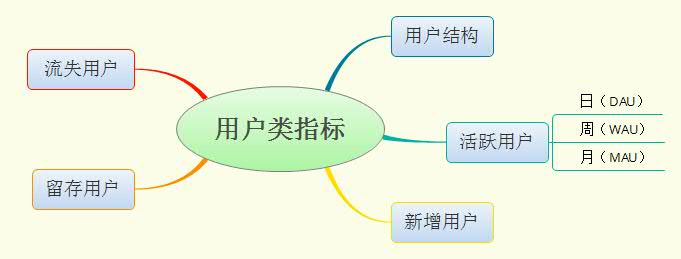 用户类指标
用户结构
活跃用户
日（DAU）
周（WAU）
月（MAU）
新增用户
流失用户
留存用户